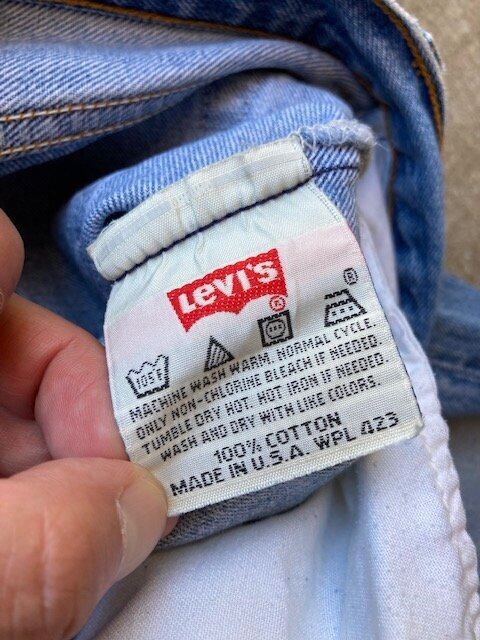 LEVI'S
®
®
105F
MACHINE WASH WARM. NORMAL CYCLE.
ONLY NON-CHLORINE BLEACH IF NEEDED.
TUMBLE DRY HOT. HOT IRON IF NEEDED.
WASH AND DRY WITH LIKE COLORS.
100% COTTON
MADE IN U.S.A. WPL 423